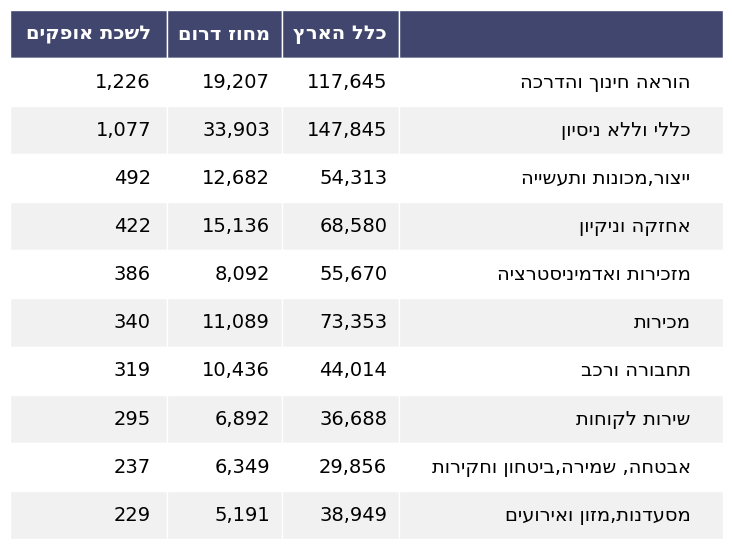 כלל הארץ מחוז דרום לשכת אופקים
הוראה חינוך והדרכה 117,645 19,207 1,226
כללי וללא ניסיון 147,845 33,903 1,077
ייצור,מכונות ותעשייה 54,313 12,682 492
אחזקה וניקיון 68,580 15,136 422
מזכירות ואדמיניסטרציה 55,670 8,092 386
מכירות 73,353 11,089 340
תחבורה ורכב 44,014 10,436 319
שירות לקוחות 36,688 6,892 295
אבטחה, שמירה,ביטחון וחקירות 29,856 6,349 237
מסעדנות,מזון ואירועים 38,949 5,191 229